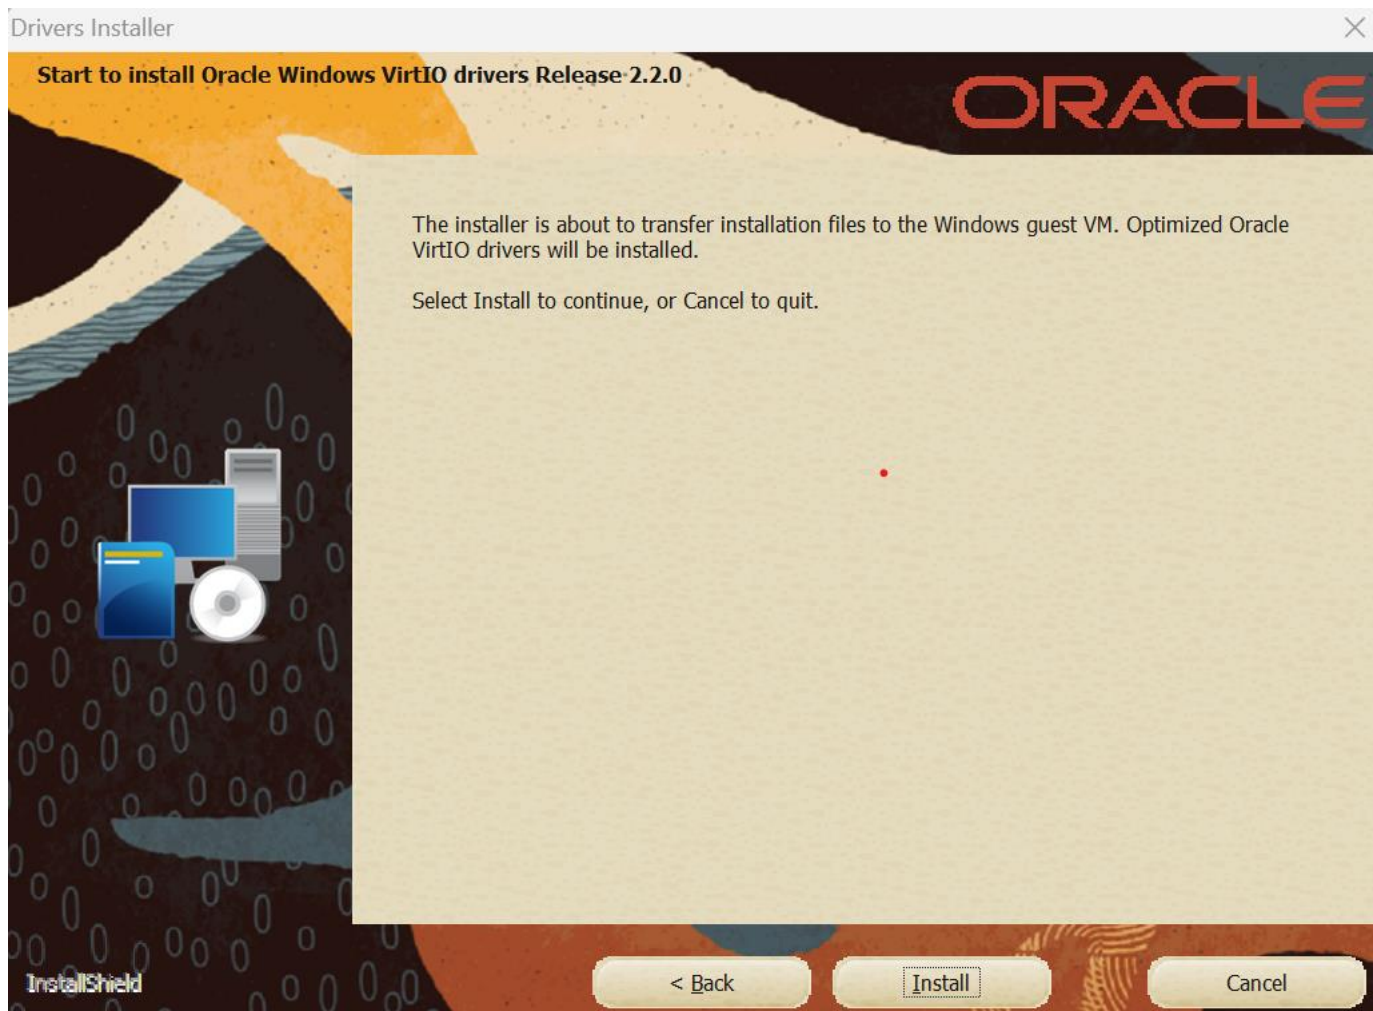 Drivers Installer
Start to install Oracle Windows VirtIO drivers Release 2.2.0
ORACLE
The installer is about to transfer installation files to the Windows guest VM. Optimized Oracle
VirtIO drivers will be installed.
Select Install to continue, or Cancel to quit.
InstallShield
< Back
Install
Cancel